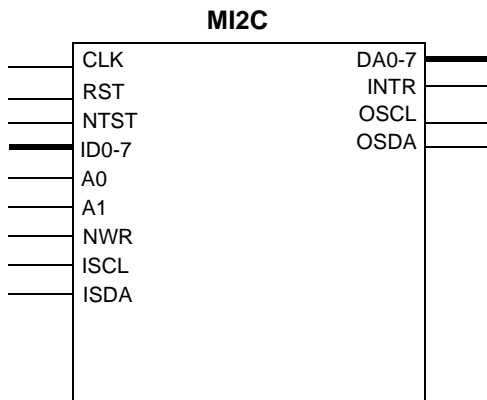 MI2C
CLK
RST
NTST
ID0-7
A0
A1
NWR
ISCL
ISDA
DA0-7
INTR
OSCL
OSDA